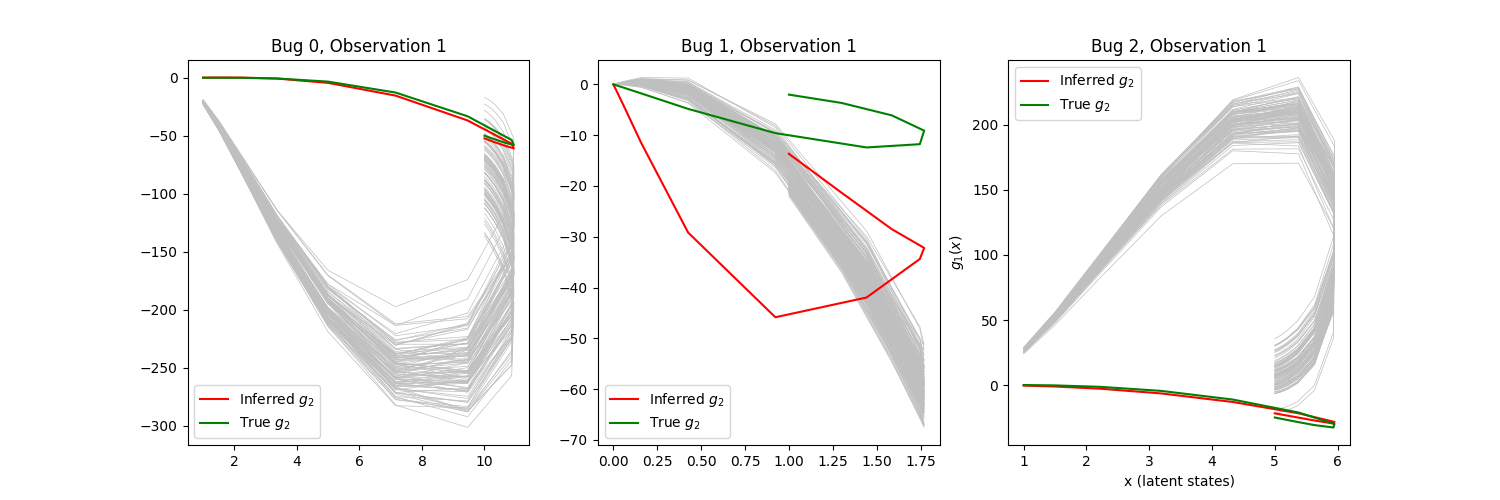 Bug 0, Observation 1
0
−50
−100
−150
−200
−250
−300
2 4 6 8 10
Inferred g₂
True g₂
Bug 1, Observation 1
0
−10
−20
−30
−40
−50
−60
−70
0.00 0.25 0.50 0.75 1.00 1.25 1.50 1.75
Inferred g₂
True g₂
Bug 2, Observation 1
g₁(x)
200
150
100
50
0
1 2 3 4 5 6
x (latent states)
Inferred g₂
True g₂